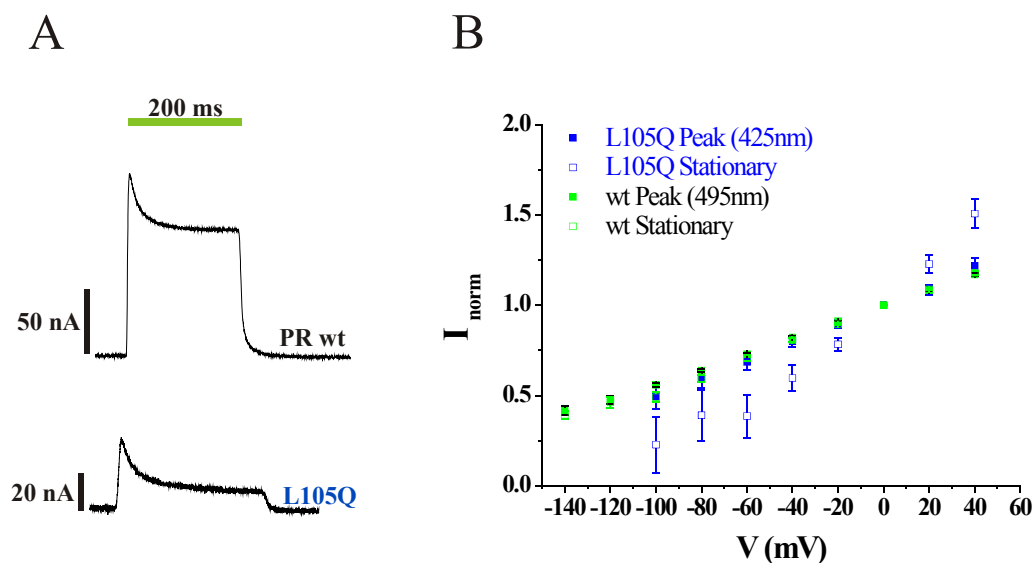 A
200 ms
50 nA
PR wt
20 nA
L105Q
B
2.0
1.5
1.0
0.5
0.0
I norm
L105Q Peak (425nm)
L105Q Stationary
wt Peak (495nm)
wt Stationary
-140 -120 -100 -80 -60 -40 -20 0 20 40 60
V (mV)